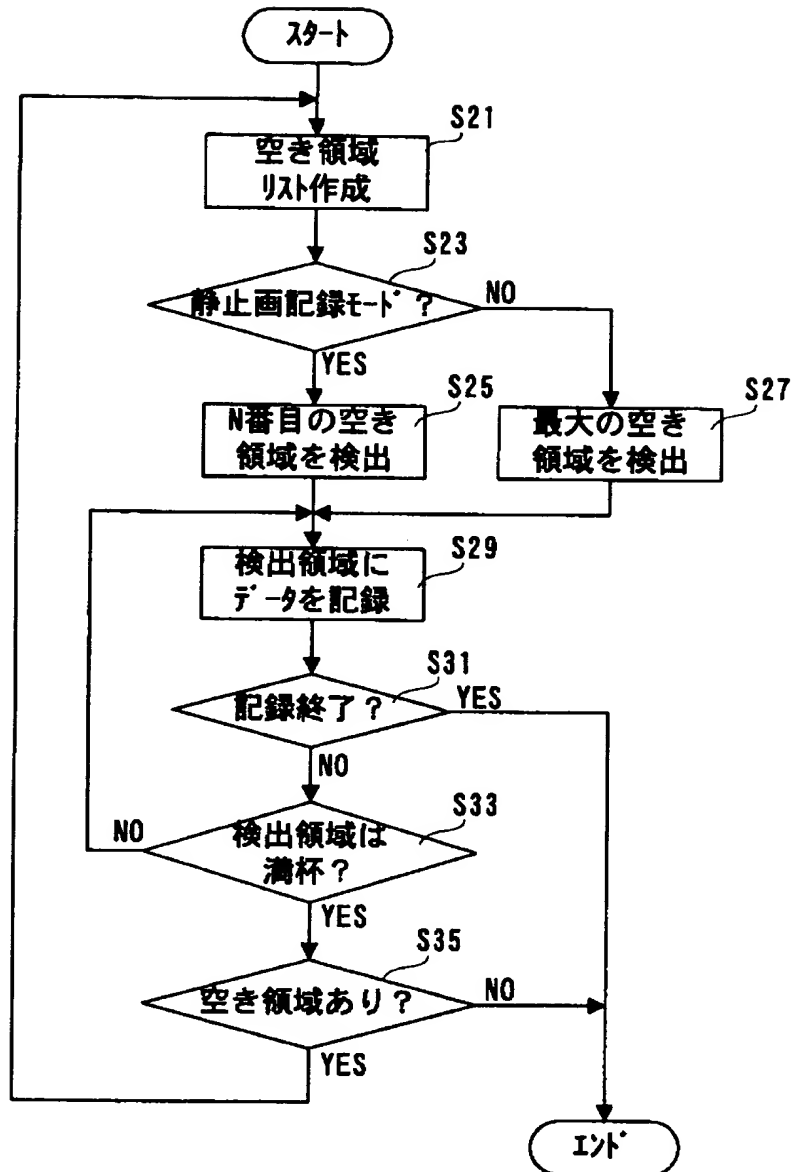 スタート
S21
空き領域
リスト作成
S23
静止画記録モード？
NO
YES
S25
N番目の空き
領域を検出
S27
最大の空き
領域を検出
S29
検出領域に
データを記録
S31
記録終了？
YES
NO
S33
検出領域は
満杯？
NO
YES
S35
空き領域あり？
NO
YES
エンド